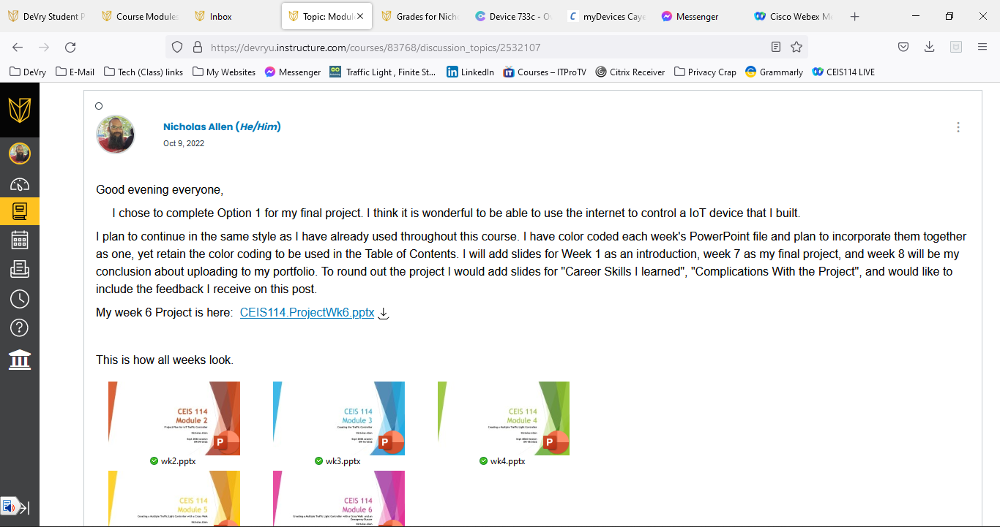 DeVry Student P
Course Modules
Inbox
Topic: Modul
Grades for Nich
Device 733c - O
myDevices Caye
Messenger
Cisco Webex M
https://devryu.instructure.com/courses/83768/discussion_topics/2532107
DeVry
E-Mail
Tech (Class) links
My Websites
Messenger
Traffic Light , Finite St...
LinkedIn
Courses – ITProTV
Citrix Receiver
Privacy Crap
Grammarly
CEIS114 LIVE
Nicholas Allen (He/Him)
Oct 9, 2022
Good evening everyone,
I chose to complete Option 1 for my final project. I think it is wonderful to be able to use the internet to control a IoT device that I built.
I plan to continue in the same style as I have already used throughout this course. I have color coded each week's PowerPoint file and plan to incorporate them together
as one, yet retain the color coding to be used in the Table of Contents. I will add slides for Week 1 as an introduction, week 7 as my final project, and week 8 will be my
conclusion about uploading to my portfolio. To round out the project I would add slides for "Career Skills I learned", "Complications With the Project", and would like to
include the feedback I receive on this post.
My week 6 Project is here: CEIS114.ProjectWk6.pptx
This is how all weeks look.
CEIS 114
Module 2
Project Plan for IoT Traffic Controller
Nicholas Allen
Sept 2022 session
P
wk2.pptx
CEIS 114
Module 3
Creating the Traffic Controller
Nicholas Allen
Sept 2022 session
P
wk3.pptx
CEIS 114
Module 4
Creating a Multiple Traffic Light Controller
Nicholas Allen
Sept 2022 session
P
wk4.pptx
CEIS 114
Module 5
Creating a Multiple Traffic Light Controller with a Cross Walk
Nicholas Allen
CEIS 114
Module 6
Creating a Multiple Traffic Light Controller with a Cross Walk and an
Emergency Buzzer
Nicholas Allen